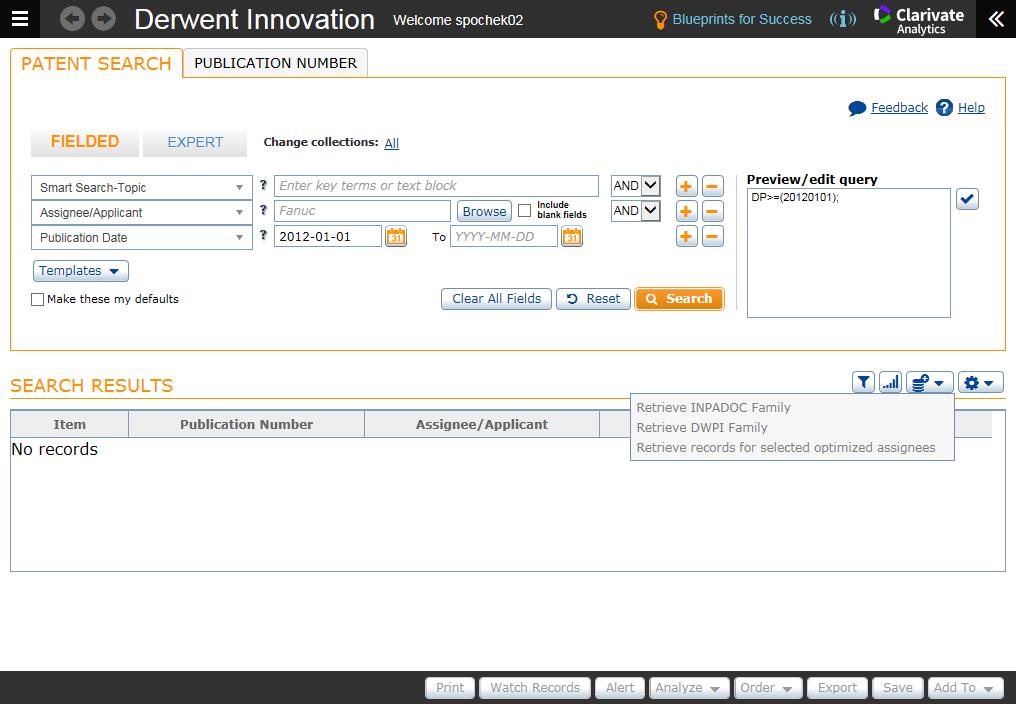 Derwent Innovation Welcome spochek02 Blueprints for Success Clarivate Analytics
PATENT SEARCH PUBLICATION NUMBER
Feedback ? Help
FIELDED EXPERT Change collections: All
Smart Search-Topic ? Enter key terms or text block AND Preview/edit query
Assignee/Applicant ? Fanuc Browse Include blank fields AND DP>=(20120101);
Publication Date ? 2012-01-01 31 To YYYY-MM-DD 31
Templates
Make these my defaults Clear All Fields Reset Search
SEARCH RESULTS
Item Publication Number Assignee/Applicant
Retrieve INPADOC Family
Retrieve DWPI Family
Retrieve records for selected optimized assignees
No records
Print Watch Records Alert Analyze Order Export Save Add To